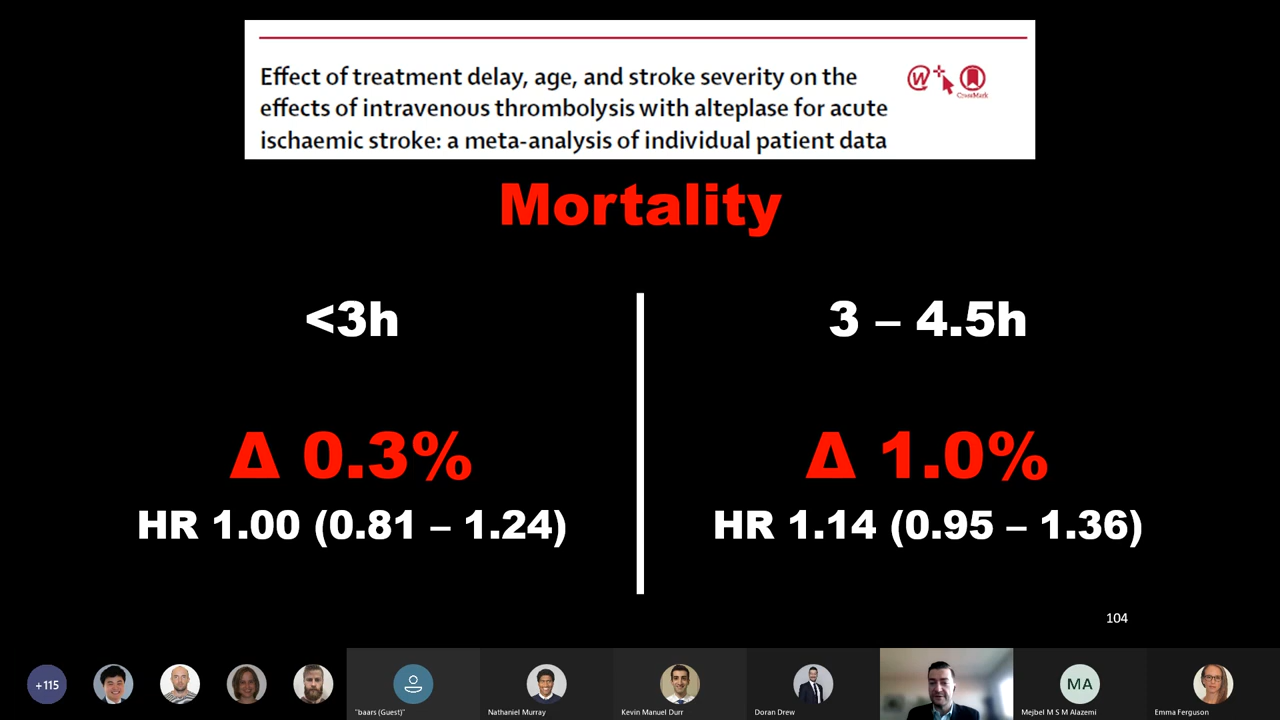 Effect of treatment delay, age, and stroke severity on the
effects of intravenous thrombolysis with alteplase for acute
ischaemic stroke: a meta-analysis of individual patient data
W
CrossMark
Mortality
<3h
3 – 4.5h
Δ 0.3%
Δ 1.0%
HR 1.00 (0.81 – 1.24)
HR 1.14 (0.95 – 1.36)
104
+115
MA
"baars (Guest)"
Nathaniel Murray
Kevin Manuel Durr
Doran Drew
Mejbel M S M Alazemi
Emma Ferguson